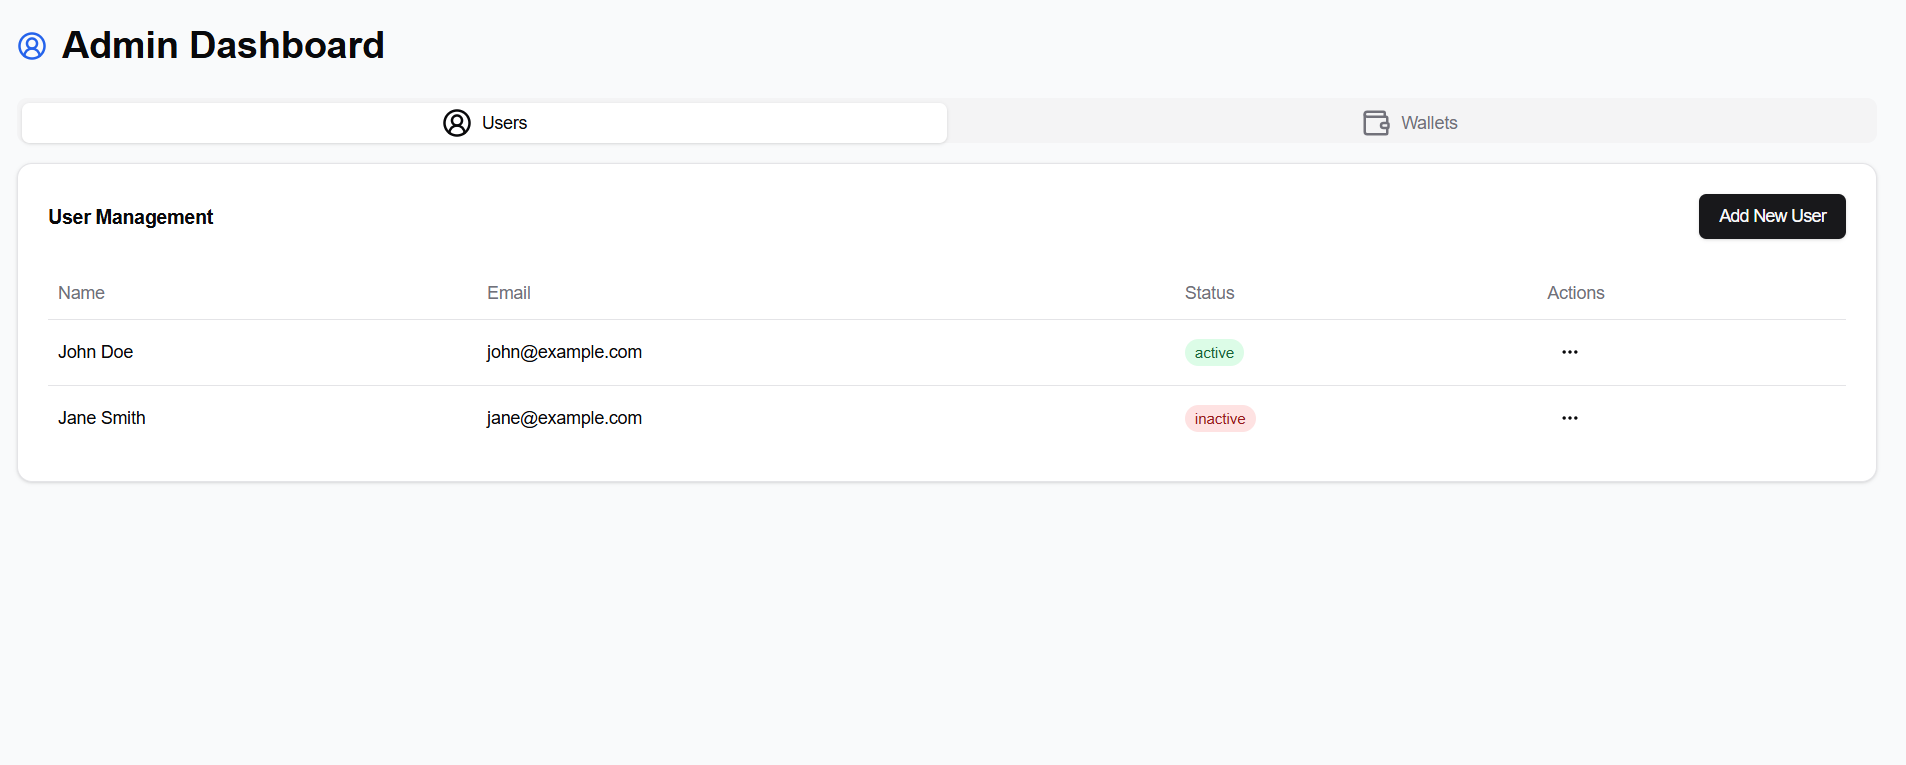 Admin Dashboard
Users
Wallets
User Management
Add New User
Name Email Status Actions
John Doe john@example.com active
Jane Smith jane@example.com inactive